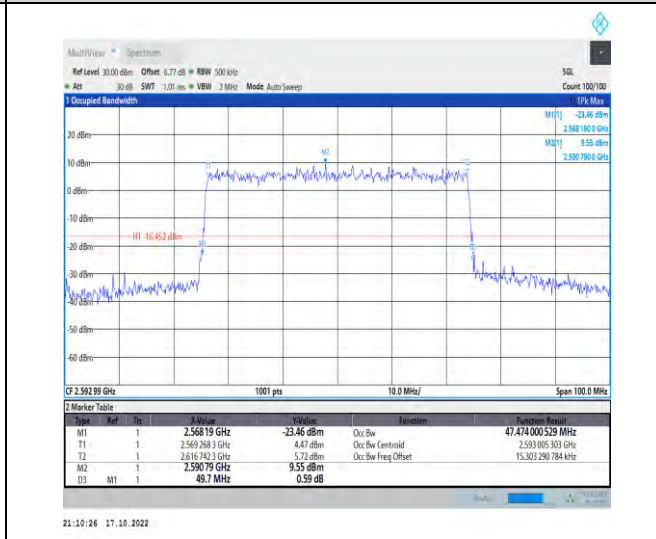 MultiView Spectrum
Ref Level 30.00 dBm Offset 6.77 dB RBW 500 kHz SGL
Att 30 dB SWT 1.01 ms VBW 2 MHz Mode Auto Sweep Count 100/100
1 Occupied Bandwidth 1Pk Max
M1[1] -23.46 dBm
2.568 190 0 GHz
M2[1] 9.55 dBm
2.590 790 0 GHz
20 dBm
M2
10 dBm
0 dBm
-10 dBm
H1 -16.452 dBm
-20 dBm
-30 dBm
-40 dBm
-50 dBm
-60 dBm
CF 2.592 99 GHz 1001 pts 10.0 MHz/ Span 100.0 MHz
2 Marker Table
Type Ref Trc X-Value Y-Value Function Function Result
M1 1 2.568 19 GHz -23.46 dBm Occ Bw 47.474 000 529 MHz
T1 1 2.569 268 3 GHz 4.47 dBm Occ Bw Centroid 2.593 005 303 GHz
T2 1 2.616 742 3 GHz 5.72 dBm Occ Bw Freq Offset 15.303 290 784 kHz
M2 1 2.590 79 GHz 9.55 dBm
D3 M1 1 49.7 MHz 0.59 dB
21:10:26 17.10.2022